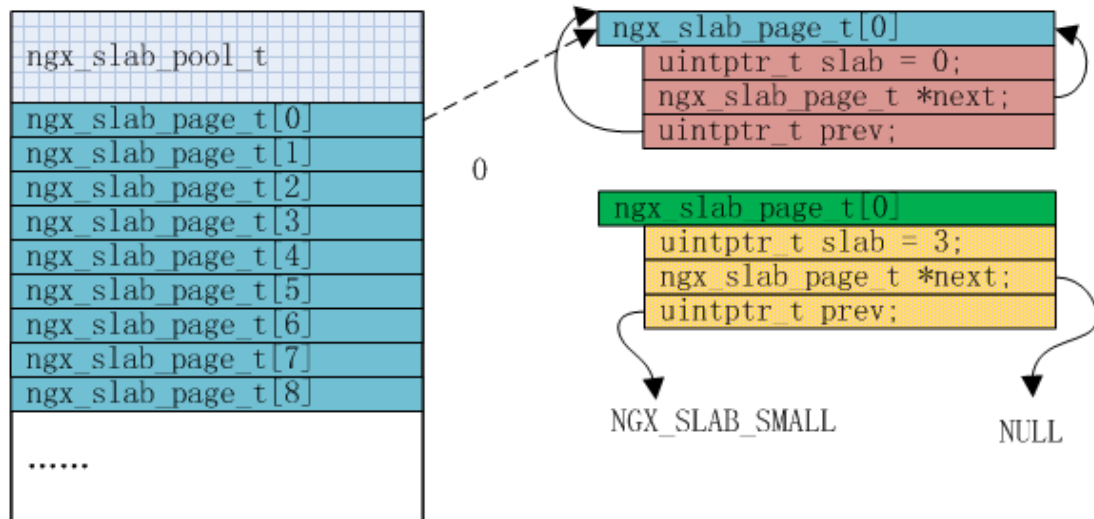 ngx_slab_pool_t
ngx_slab_page_t[0]
ngx_slab_page_t[1]
ngx_slab_page_t[2]
ngx_slab_page_t[3]
ngx_slab_page_t[4]
ngx_slab_page_t[5]
ngx_slab_page_t[6]
ngx_slab_page_t[7]
ngx_slab_page_t[8]
......
0
ngx_slab_page_t[0]
uintptr_t slab = 0;
ngx_slab_page_t *next;
uintptr_t prev;
ngx_slab_page_t[0]
uintptr_t slab = 3;
ngx_slab_page_t *next;
uintptr_t prev;
NGX_SLAB_SMALL
NULL